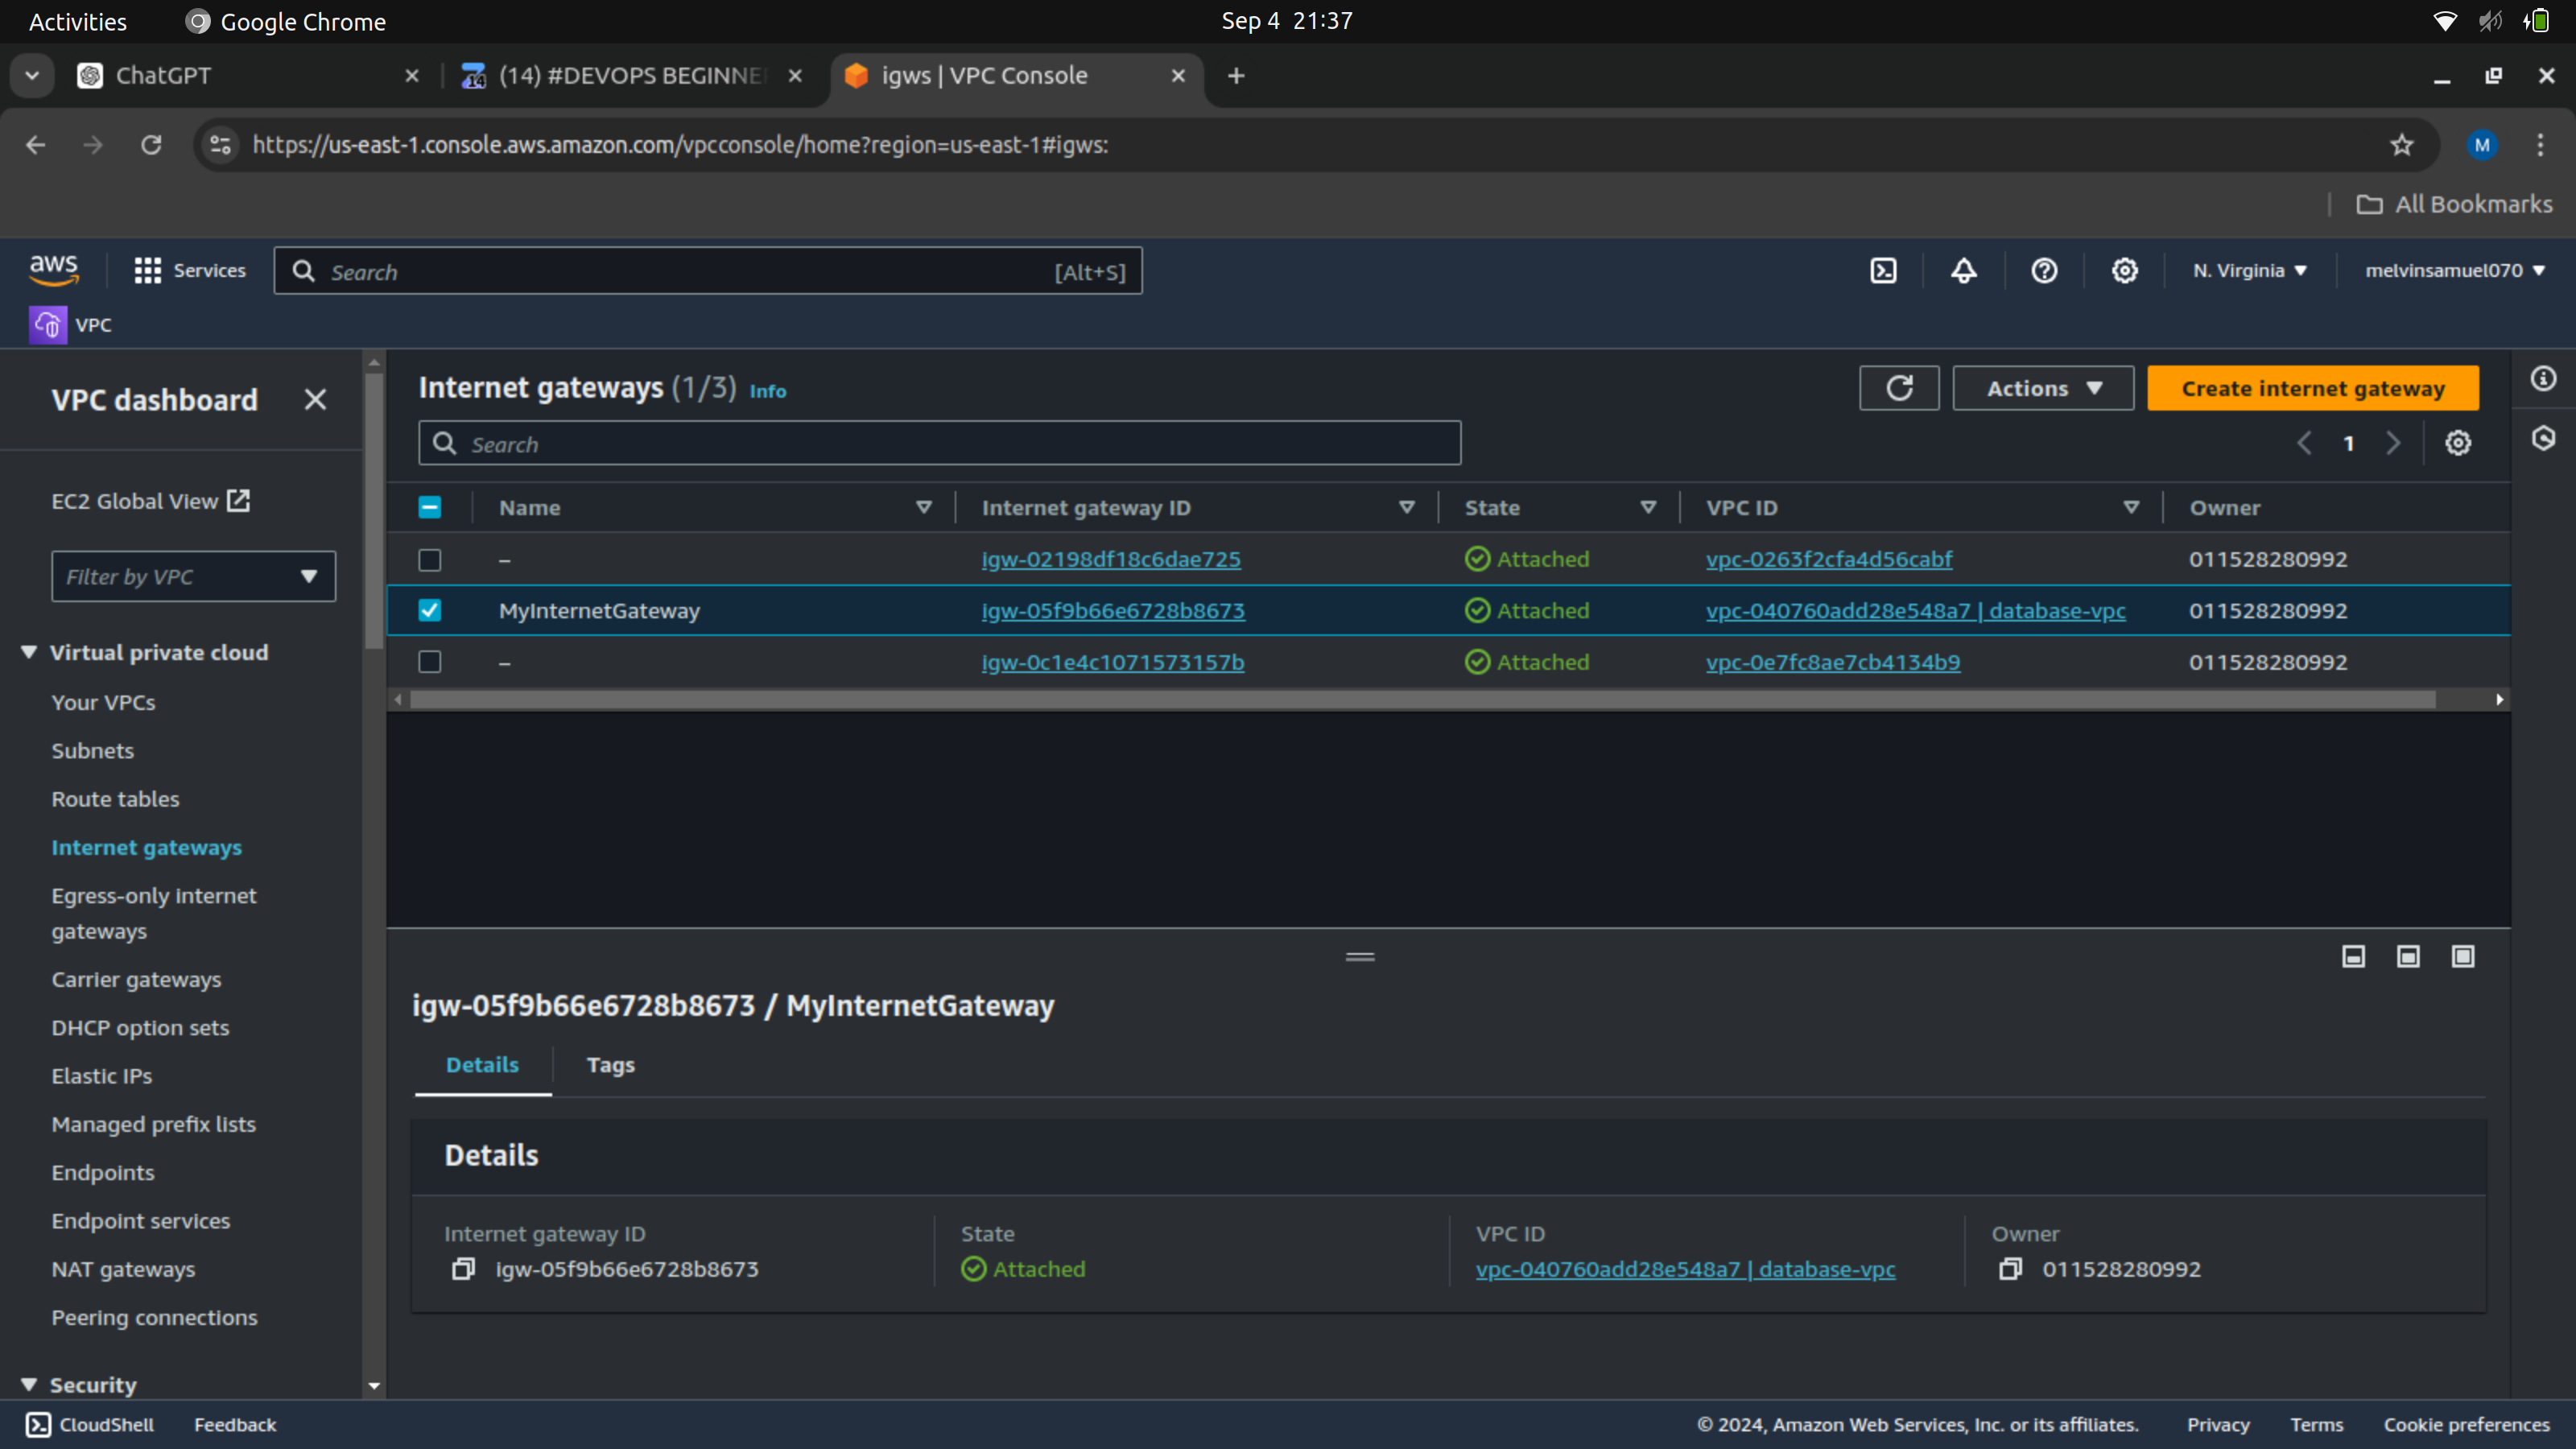 Activities Google Chrome Sep 4 21:37
ChatGPT (14) #DEVOPS BEGINNE igws | VPC Console
https://us-east-1.console.aws.amazon.com/vpcconsole/home?region=us-east-1#igws: M
All Bookmarks
aws Services Search [Alt+S] N. Virginia melvinsamuel070
VPC
VPC dashboard
EC2 Global View
Filter by VPC
Virtual private cloud
Your VPCs
Subnets
Route tables
Internet gateways
Egress-only internet
gateways
Carrier gateways
DHCP option sets
Elastic IPs
Managed prefix lists
Endpoints
Endpoint services
NAT gateways
Peering connections
Security
Internet gateways (1/3) Info Actions Create internet gateway
Search 1
Name Internet gateway ID State VPC ID Owner
– igw-02198df18c6dae725 Attached vpc-0263f2cfa4d56cabf 011528280992
MyInternetGateway igw-05f9b66e6728b8673 Attached vpc-040760add28e548a7 | database-vpc 011528280992
– igw-0c1e4c1071573157b Attached vpc-0e7fc8ae7cb4134b9 011528280992
igw-05f9b66e6728b8673 / MyInternetGateway
Details Tags
Details
Internet gateway ID State VPC ID Owner
igw-05f9b66e6728b8673 Attached vpc-040760add28e548a7 | database-vpc 011528280992
CloudShell Feedback © 2024, Amazon Web Services, Inc. or its affiliates. Privacy Terms Cookie preferences